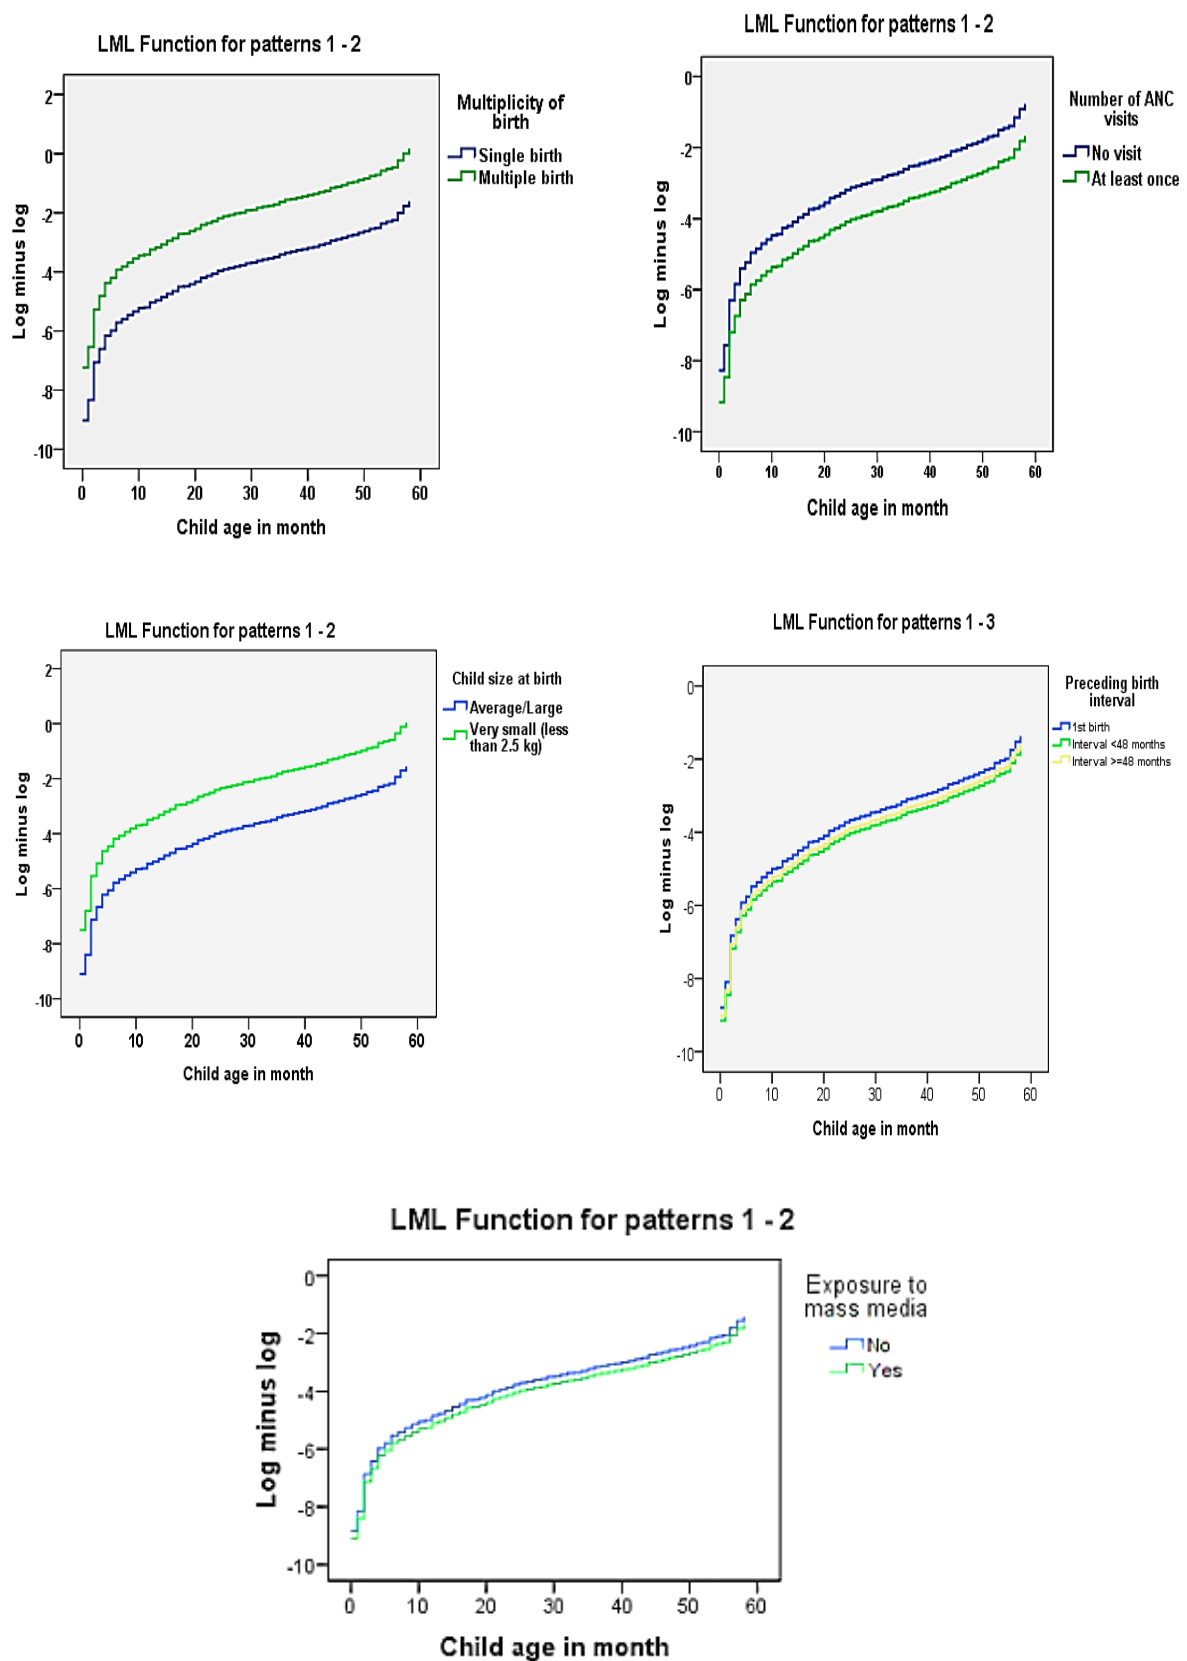 LML Function for patterns 1 - 2
2
0
-2
-4
-6
-8
-10
Log minus log
0 10 20 30 40 50 60
Child age in month
Multiplicity of
birth
Single birth
Multiple birth
LML Function for patterns 1 - 2
0
-2
-4
-6
-8
-10
Log minus log
0 10 20 30 40 50 60
Child age in month
Number of ANC
visits
No visit
At least once
LML Function for patterns 1 - 2
2
0
-2
-4
-6
-8
-10
Log minus log
0 10 20 30 40 50 60
Child age in month
Child size at birth
Average/Large
Very small (less
than 2.5 kg)
LML Function for patterns 1 - 3
0
-2
-4
-6
-8
-10
Log minus log
0 10 20 30 40 50 60
Child age in month
Preceding birth
interval
1st birth
Interval <48 months
Interval >=48 months
LML Function for patterns 1 - 2
0
-2
-4
-6
-8
-10
Log minus log
0 10 20 30 40 50 60
Child age in month
Exposure to
mass media
No
Yes